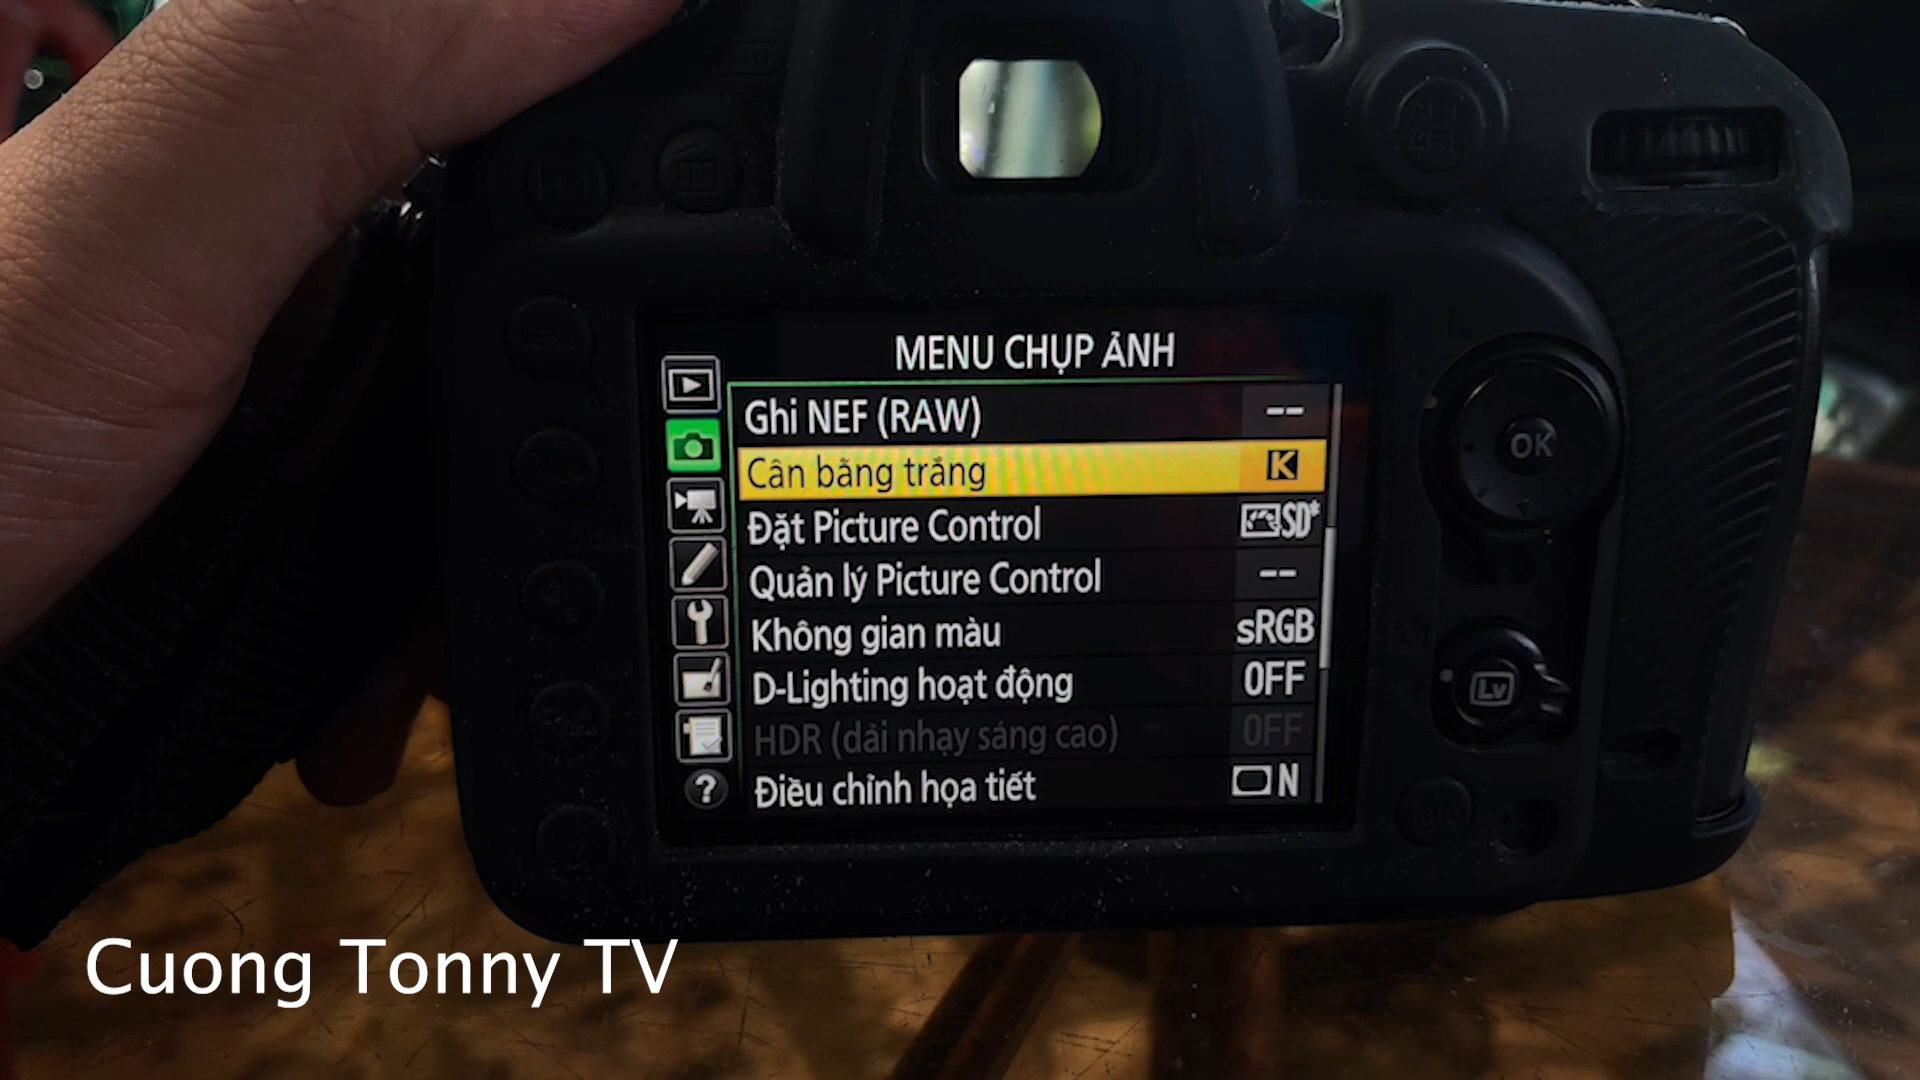 MENU CHỤP ẢNH
Ghi NEF (RAW) --
Cân bằng trắng K
Đặt Picture Control SD*
Quản lý Picture Control --
Không gian màu sRGB
D-Lighting hoạt động OFF
HDR (dải nhạy sáng cao) OFF
Điều chỉnh họa tiết N
?
OK
Lv
info
Cuong Tonny TV